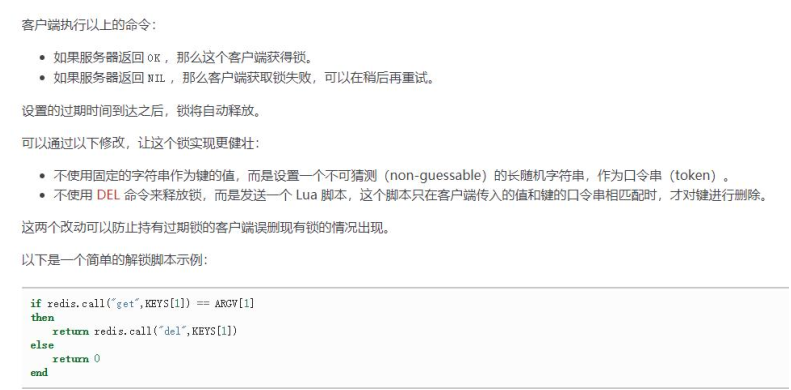 客户端执行以上的命令：
如果服务器返回 OK ，那么这个客户端获得锁。
如果服务器返回 NIL ，那么客户端获取锁失败，可以在稍后再重试。
设置的过期时间到达之后，锁将自动释放。
可以通过以下修改，让这个锁实现更健壮：
不使用固定的字符串作为键的值，而是设置一个不可猜测（non-guessable）的长随机字符串，作为口令串（token）。
不使用 DEL 命令来释放锁，而是发送一个 Lua 脚本，这个脚本只在客户端传入的值和键的口令串相匹配时，才对键进行删除。
这两个改动可以防止持有过期锁的客户端误删现有锁的情况出现。
以下是一个简单的解锁脚本示例：
if redis.call("get",KEYS[1]) == ARGV[1]
then
    return redis.call("del",KEYS[1])
else
    return 0
end